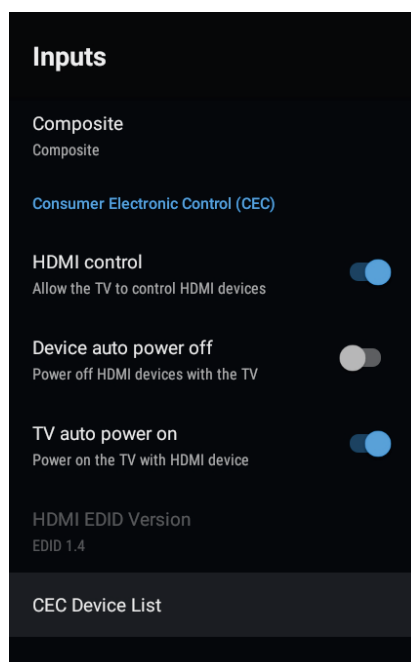 Inputs
Composite
Composite
Consumer Electronic Control (CEC)
HDMI control
Allow the TV to control HDMI devices
Device auto power off
Power off HDMI devices with the TV
TV auto power on
Power on the TV with HDMI device
HDMI EDID Version
EDID 1.4
CEC Device List